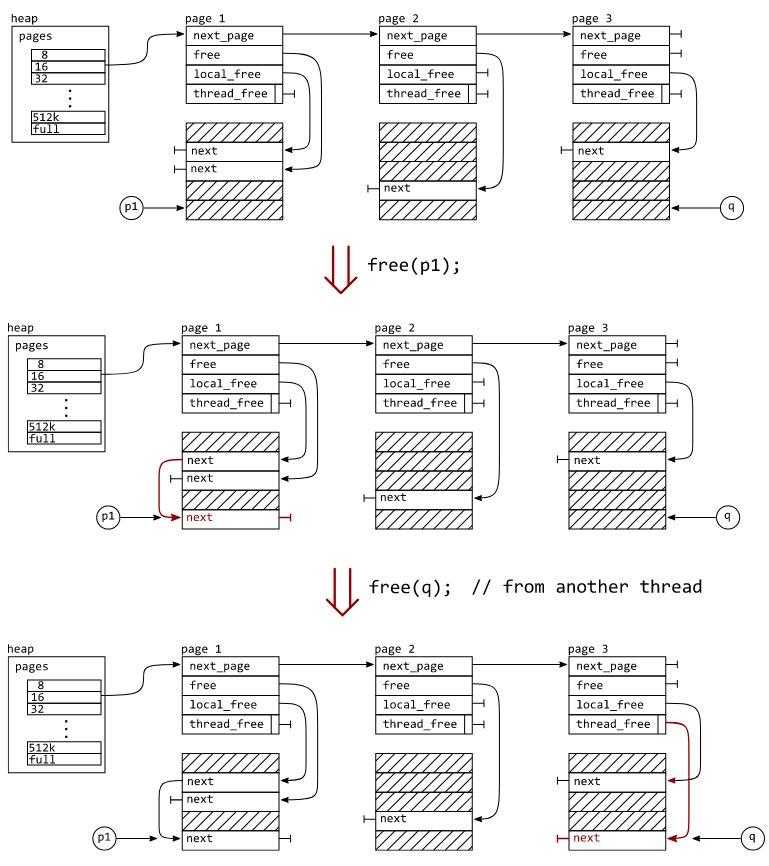 heap
pages
8
16
32
512k
full
page 1
next_page
free
local_free
thread_free
next
next
p1
page 2
next_page
free
local_free
thread_free
next
page 3
next_page
free
local_free
thread_free
next
q
free(p1);
heap
pages
8
16
32
512k
full
page 1
next_page
free
local_free
thread_free
next
next
next
p1
page 2
next_page
free
local_free
thread_free
next
page 3
next_page
free
local_free
thread_free
next
q
free(q); // from another thread
heap
pages
8
16
32
512k
full
page 1
next_page
free
local_free
thread_free
next
next
next
p1
page 2
next_page
free
local_free
thread_free
next
page 3
next_page
free
local_free
thread_free
next
next
q